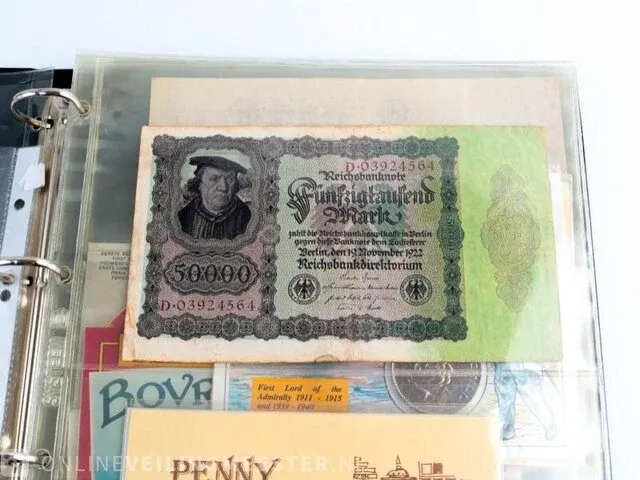 D·03924564
Reichsbanknote
Fünfzigtausend
Mark
zahlt die Reichsbankhauptkasse in Berlin
gegen diese Banknote dem Einlieferer
Berlin, den 19. November 1922
Reichsbankdirektorium
50000
D·03924564
BOVR
First Lord of the
Admiralty 1911 - 1915
and 1939 - 1940
PENNY
ONLINEVEILINGMEESTER.NL